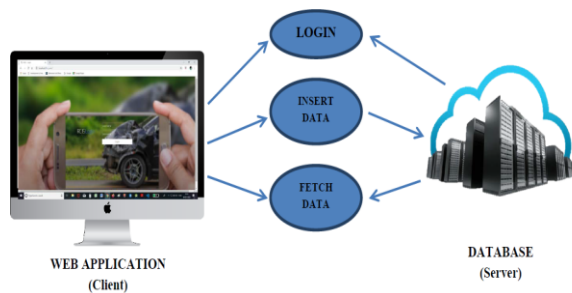 LOGIN
INSERT
DATA
FETCH
DATA
WEB APPLICATION
(Client)
DATABASE
(Server)